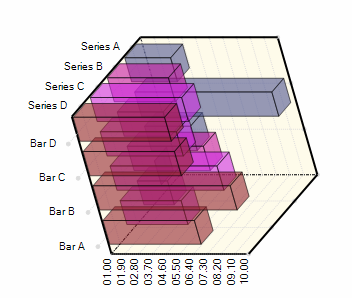 Series A
Series B
Series C
Series D
Bar D
Bar C
Bar B
Bar A
01.00
01.90
02.80
03.70
04.60
05.50
06.40
07.30
08.20
09.10
10.00